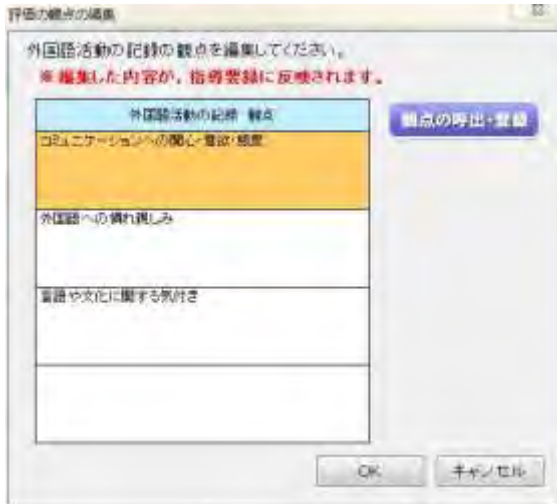 評価の観点の編集
外国語活動の記録の観点を編集してください。
※編集した内容が、指導要録に反映されます。
外国語活動の記録 観点
観点の呼出・登録
コミュニケーションへの関心・意欲・態度
外国語への慣れ親しみ
言語や文化に関する気付き
OK
キャンセル